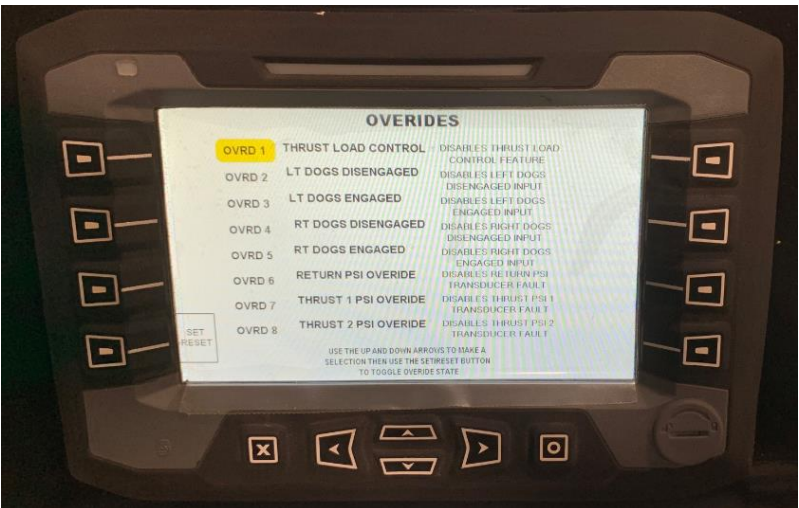 OVERIDES
OVRD 1 THRUST LOAD CONTROL - DISABLES THRUST LOAD
CONTROL FEATURE
OVRD 2 LT DOGS DISENGAGED DISABLES LEFT DOGS
DISENGAGED INPUT
OVRD 3 LT DOGS ENGAGED DISABLES LEFT DOGS
ENGAGED INPUT
OVRD 4 RT DOGS DISENGAGED DISABLES RIGHT DOGS
DISENGAGED INPUT
OVRD 5 RT DOGS ENGAGED DISABLES RIGHT DOGS
ENGAGED INPUT
OVRD 6 RETURN PSI OVERIDE DISABLES RETURN PSI
TRANSDUCER FAULT
OVRD 7 THRUST 1 PSI OVERIDE DISABLES THRUST PSI 1
TRANSDUCER FAULT
OVRD 8 THRUST 2 PSI OVERIDE DISABLES THRUST PSI 2
TRANSDUCER FAULT
SET
RESET
USE THE UP AND DOWN ARROWS TO MAKE A
SELECTION THEN USE THE SET/RESET BUTTON
TO TOGGLE OVERIDE STATE
X